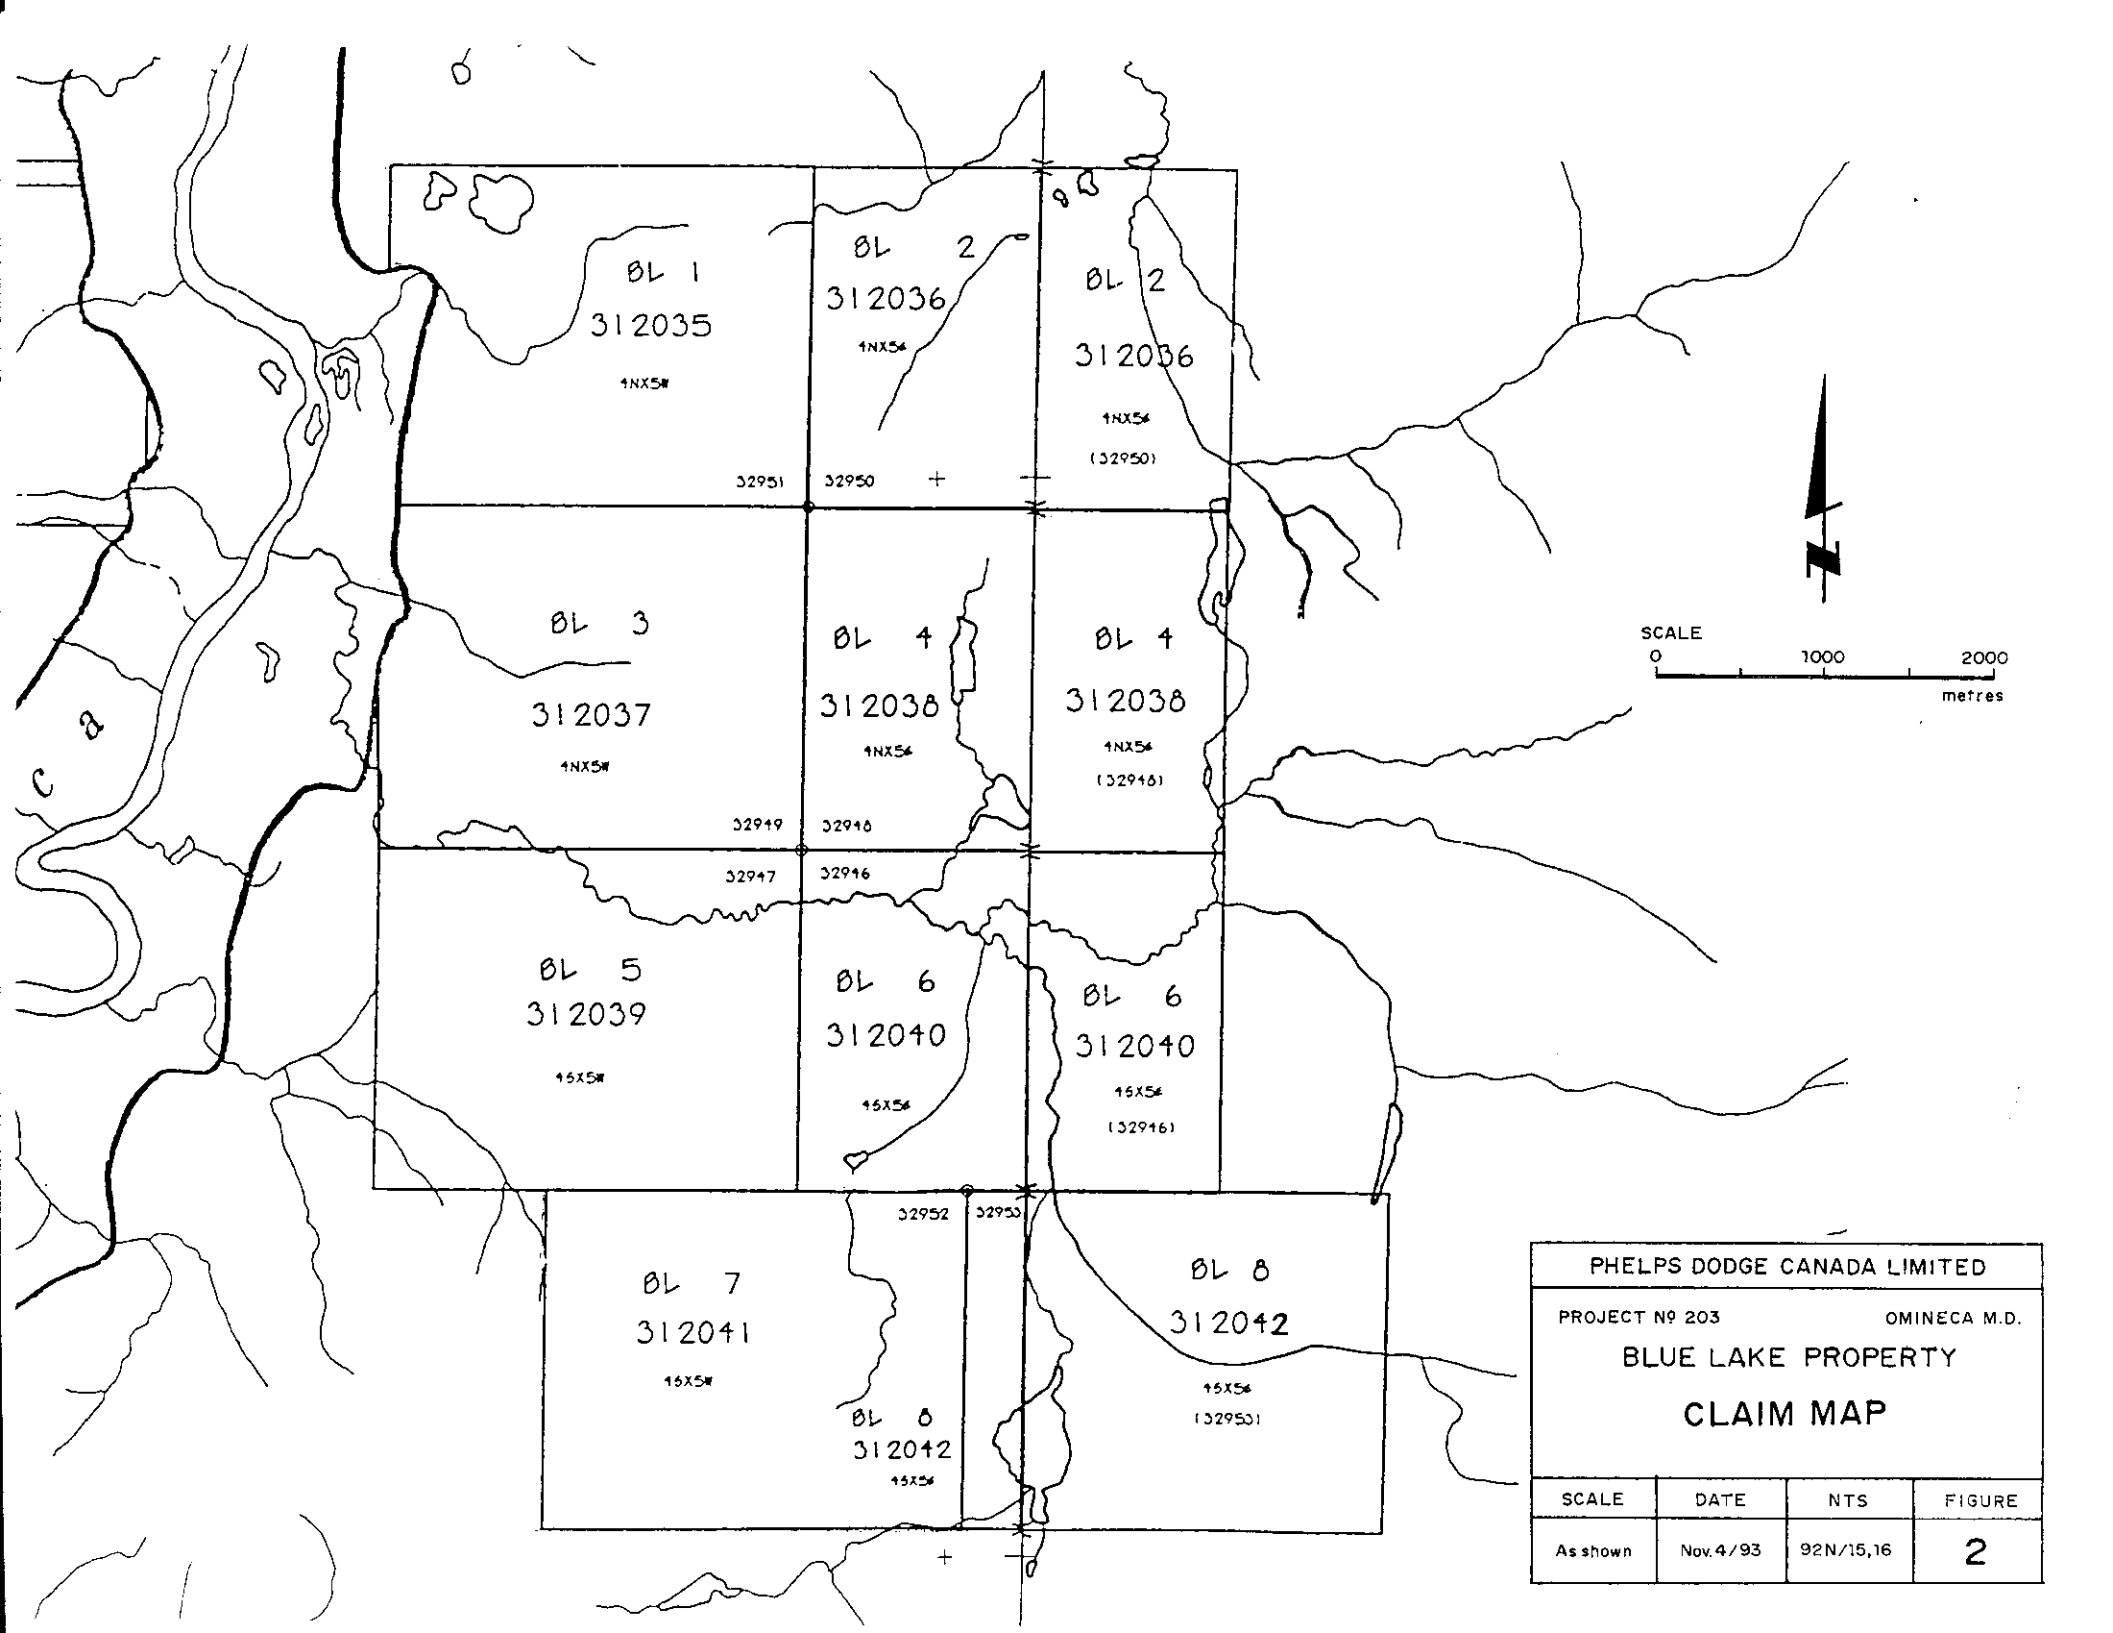 BL 1
312035
4NX5W
32951
BL 2
312036
4NX5E
32950
BL 2
312036
4NX5E
(32950)
BL 3
312037
4NX5W
32949
BL 4
312038
4NX5E
32948
BL 4
312038
4NX5E
(32948)
32947
BL 5
312039
4SX5W
32946
BL 6
312040
4SX5E
BL 6
312040
4SX5E
(32946)
32952
BL 7
312041
4SX5W
32953
BL 8
312042
4SX5E
BL 8
312042
4SX5E
(32953)
c a
N
SCALE
0 1000 2000
metres
PHELPS DODGE CANADA LIMITED
PROJECT Nº 203 OMINECA M.D.
BLUE LAKE PROPERTY
CLAIM MAP
SCALE DATE NTS FIGURE
As shown Nov. 4/93 92N/15,16 2